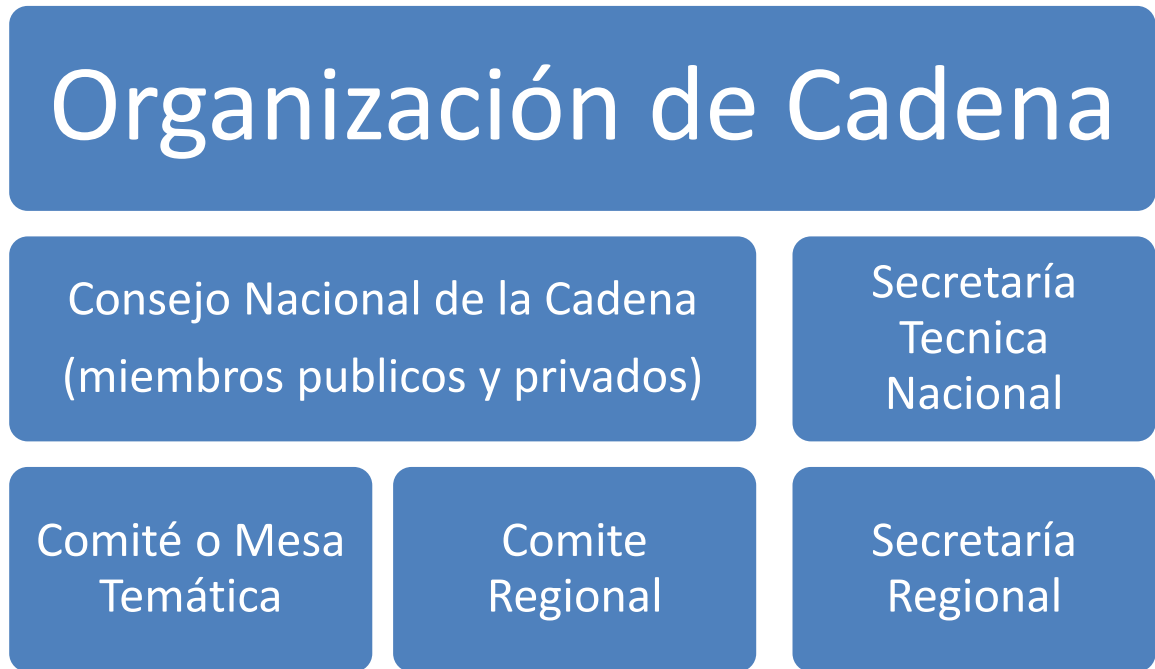 Organización de Cadena
Consejo Nacional de la Cadena
(miembros publicos y privados)
Secretaría
Tecnica
Nacional
Comité o Mesa
Temática
Comite
Regional
Secretaría
Regional